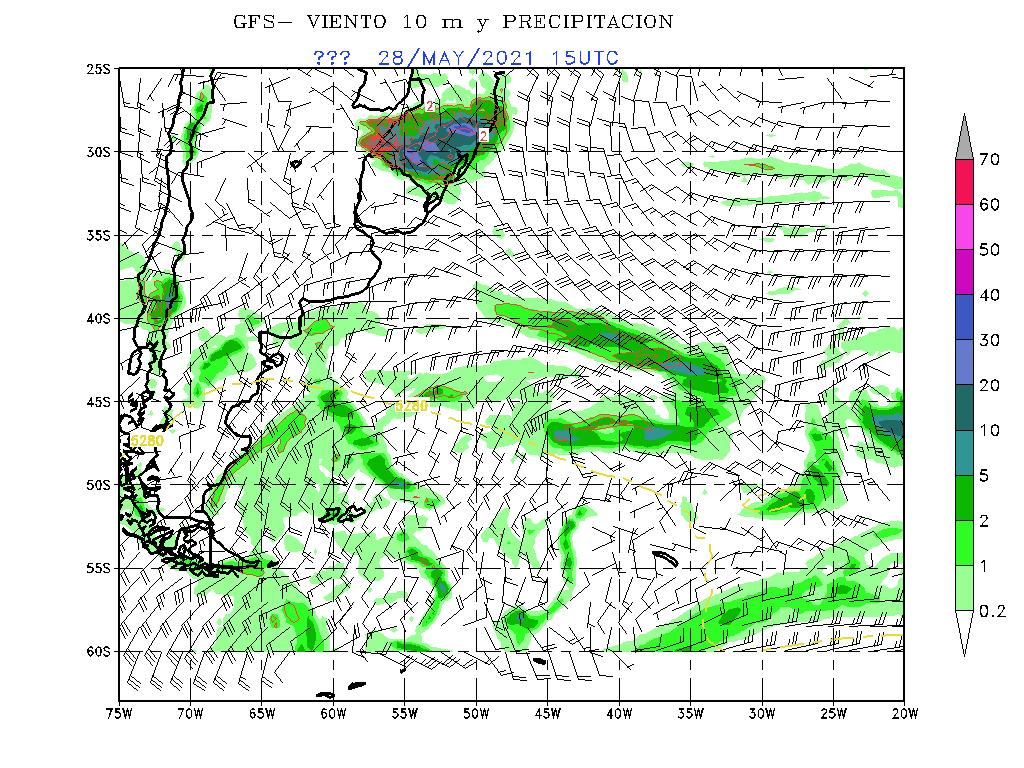 GFS— VIENTO 10 m y PRECIPITACION
??? 28/MAY/2021 15UTC
25S
30S
35S
40S
45S
50S
55S
60S
75W 70W 65W 60W 55W 50W 45W 40W 35W 30W 25W 20W
2
2
5280
5280
70
60
50
40
30
20
10
5
2
1
0.2